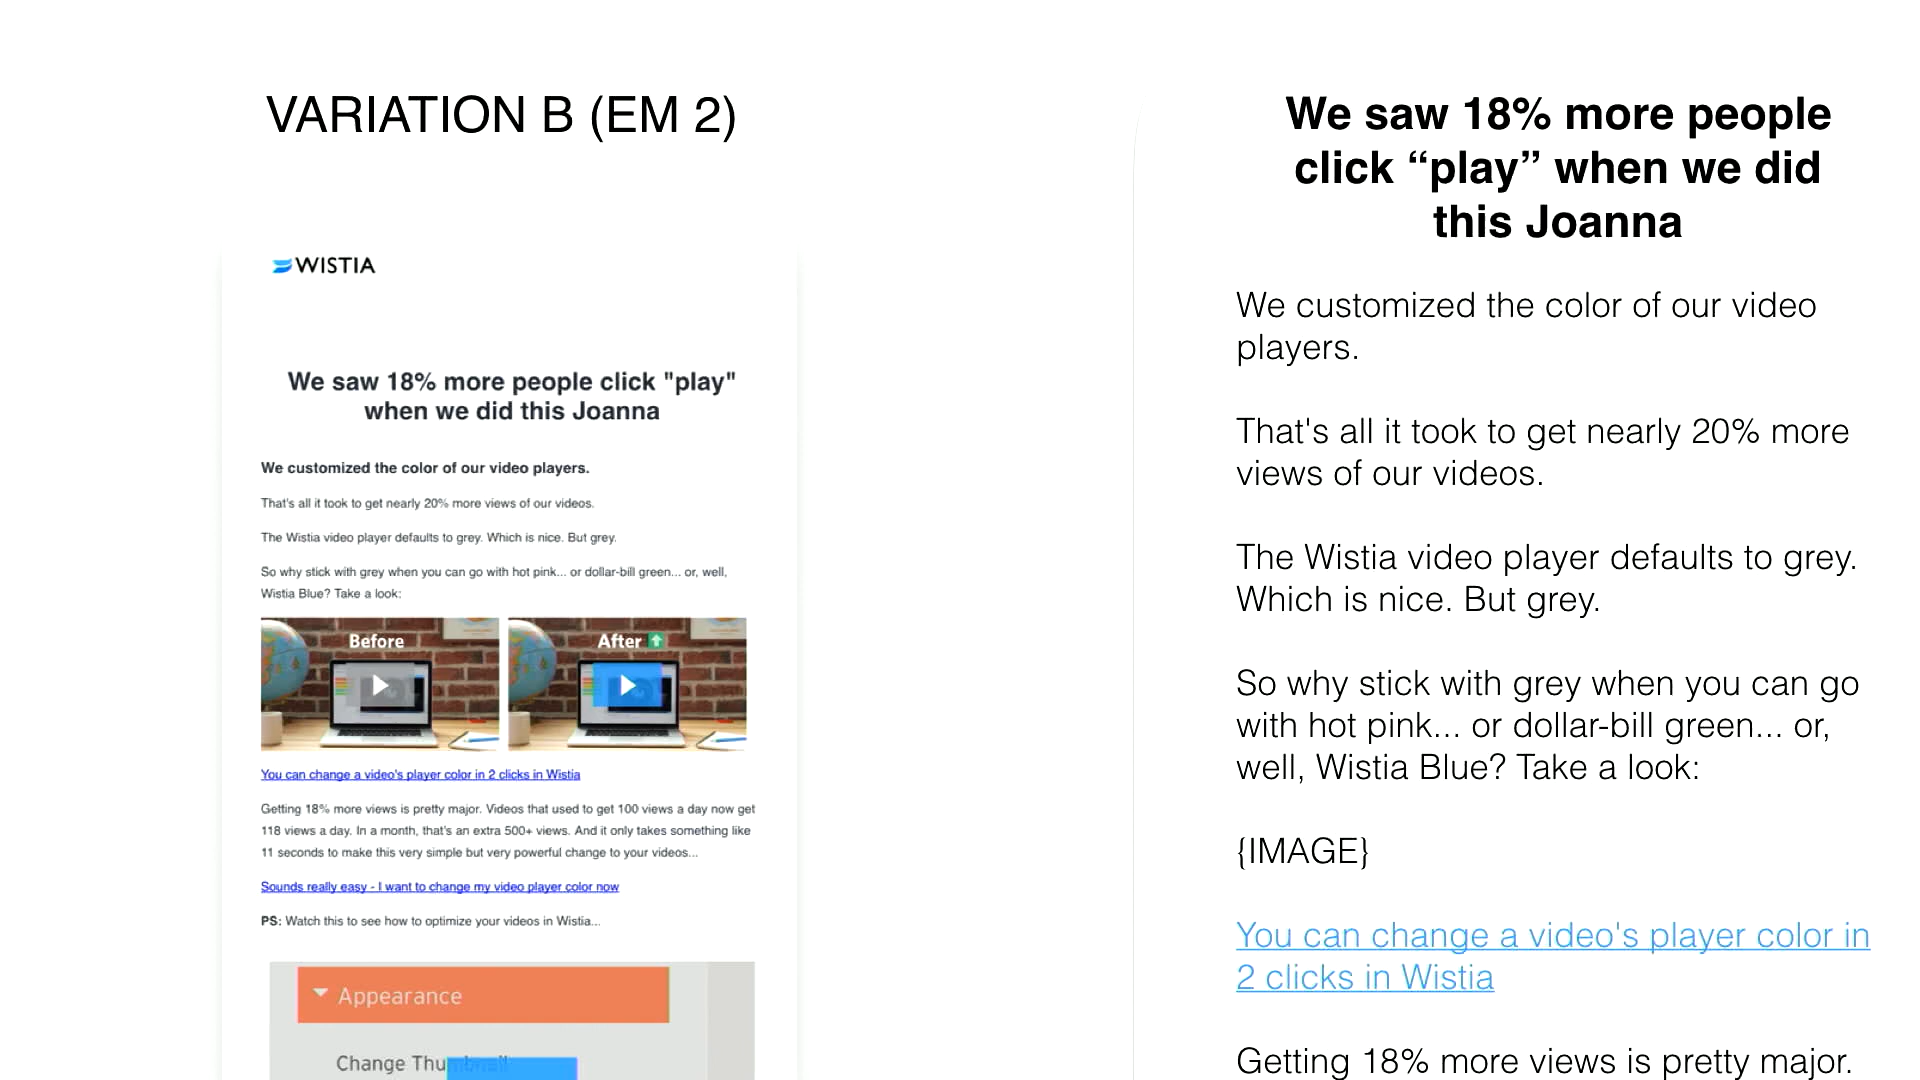 VARIATION B (EM 2)
WISTIA
We saw 18% more people click "play"
when we did this Joanna
We customized the color of our video players.
That's all it took to get nearly 20% more views of our videos.
The Wistia video player defaults to grey. Which is nice. But grey.
So why stick with grey when you can go with hot pink... or dollar-bill green... or, well,
Wistia Blue? Take a look:
Before
After
You can change a video's player color in 2 clicks in Wistia
Getting 18% more views is pretty major. Videos that used to get 100 views a day now get
118 views a day. In a month, that's an extra 500+ views. And it only takes something like
11 seconds to make this very simple but very powerful change to your videos...
Sounds really easy - I want to change my video player color now
PS: Watch this to see how to optimize your videos in Wistia...
Appearance
Change Thumbnail
We saw 18% more people
click “play” when we did
this Joanna
We customized the color of our video
players.
That's all it took to get nearly 20% more
views of our videos.
The Wistia video player defaults to grey.
Which is nice. But grey.
So why stick with grey when you can go
with hot pink... or dollar-bill green... or,
well, Wistia Blue? Take a look:
{IMAGE}
You can change a video's player color in
2 clicks in Wistia
Getting 18% more views is pretty major.